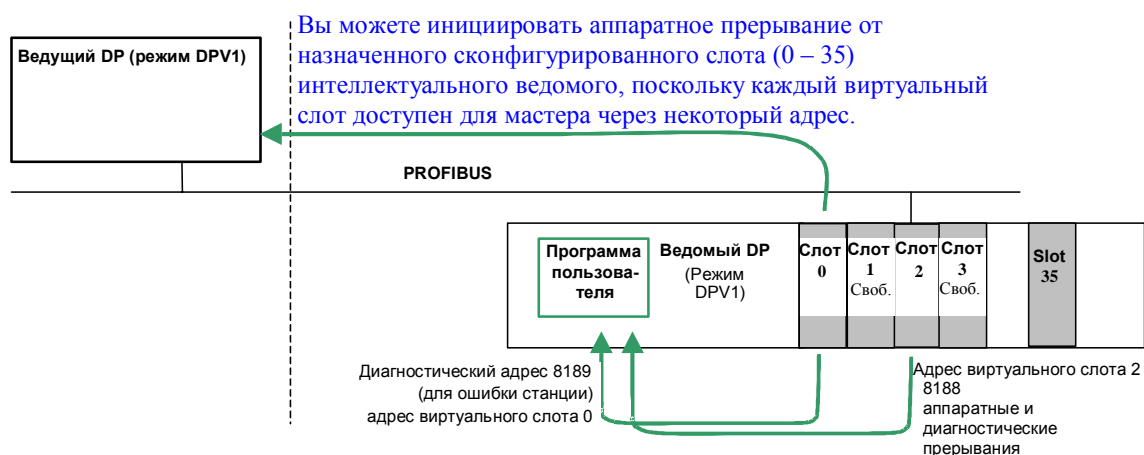 Вы можете инициировать аппаратное прерывание от
назначенного сконфигурированного слота (0 – 35)
интеллектуального ведомого, поскольку каждый виртуальный
слот доступен для мастера через некоторый адрес.
Ведущий DP (режим DPV1)
PROFIBUS
Программа
пользова-
теля
Ведомый DP
(Режим
DPV1)
Слот
0
Слот
1
Своб.
Слот
2
Слот
3
Своб.
Slot
35
Диагностический адрес 8189
(для ошибки станции)
адрес виртуального слота 0
Адрес виртуального слота 2
8188
аппаратные и
диагностические
прерывания